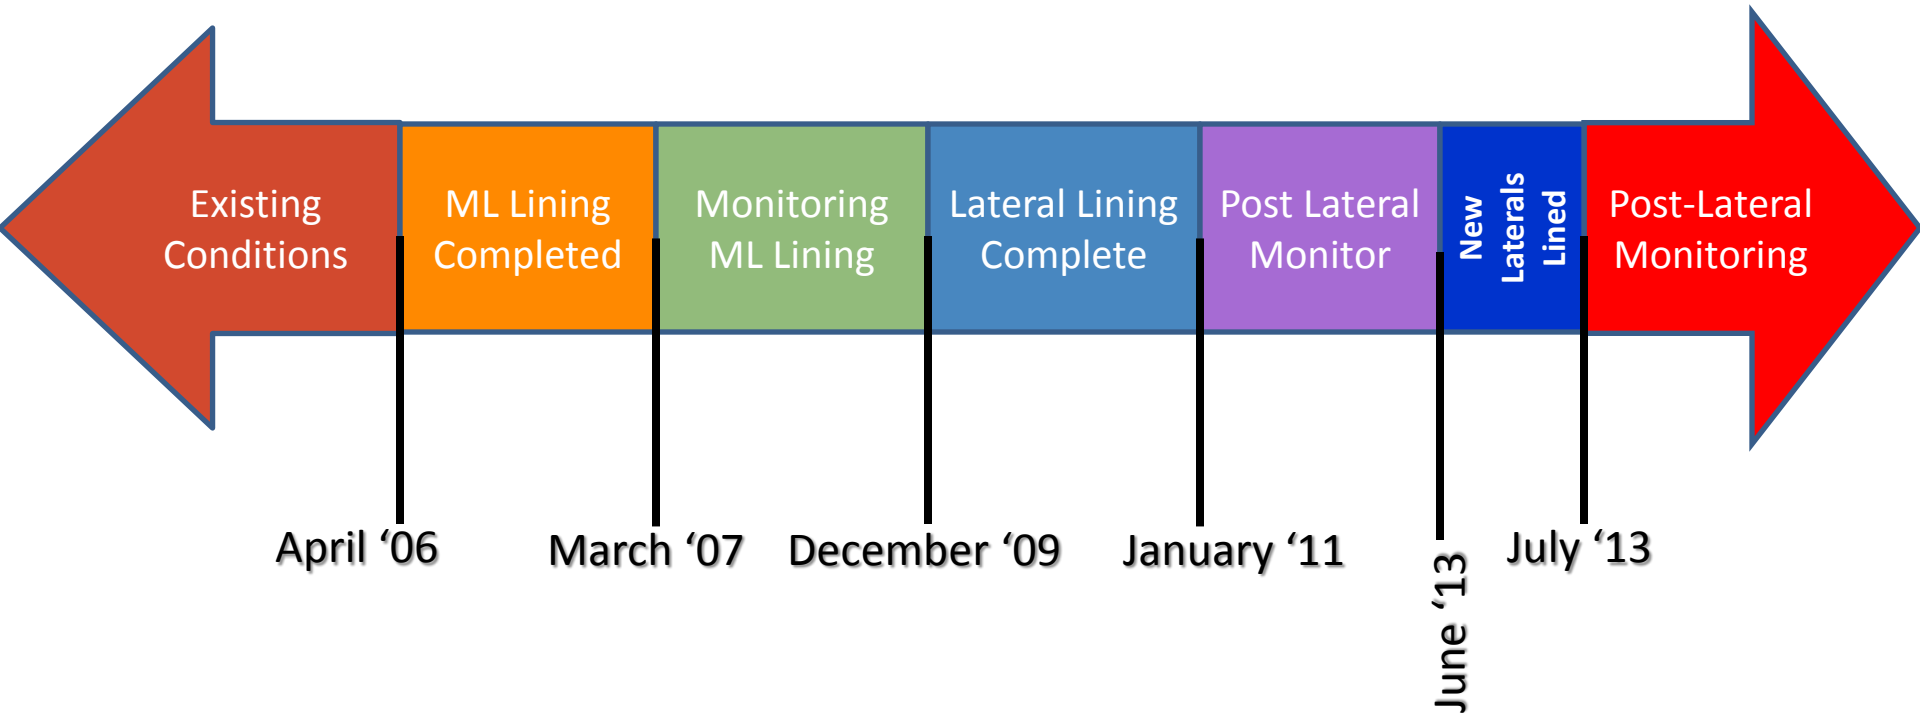 Existing
Conditions
ML Lining
Completed
Monitoring
ML Lining
Lateral Lining
Complete
Post Lateral
Monitor
New
Laterals
Lined
Post-Lateral
Monitoring
April ‘06
March ‘07
December ‘09
January ‘11
June ‘13
July ‘13